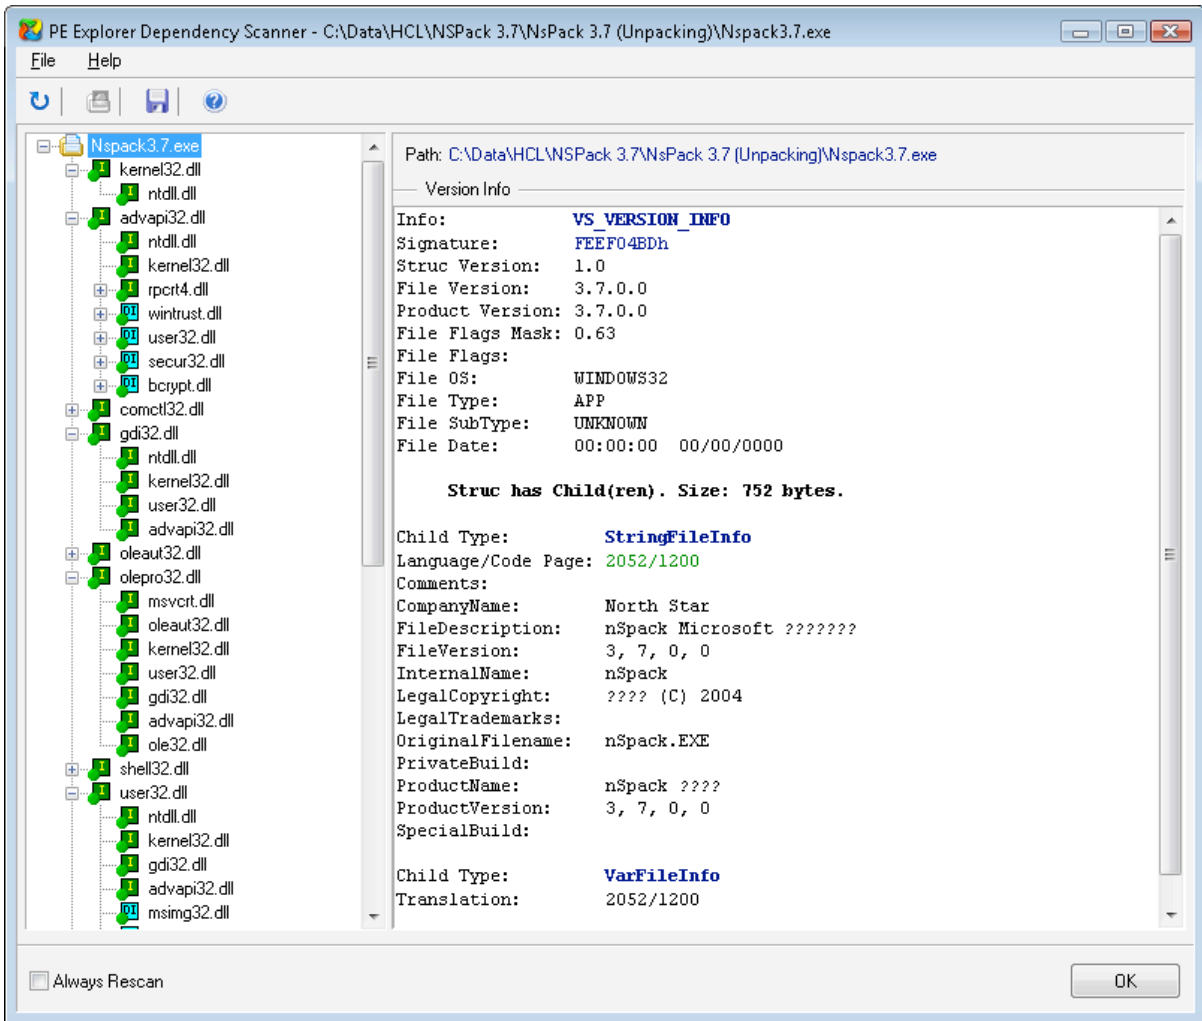 PE Explorer Dependency Scanner - C:\Data\HCL\NSPack 3.7\NsPack 3.7 (Unpacking)\Nspack3.7.exe
File Help
Nspack3.7.exe
kernel32.dll
ntdll.dll
advapi32.dll
ntdll.dll
kernel32.dll
rpcrt4.dll
wintrust.dll
user32.dll
secur32.dll
bcrypt.dll
comctl32.dll
gdi32.dll
ntdll.dll
kernel32.dll
user32.dll
advapi32.dll
oleaut32.dll
olepro32.dll
msvcrt.dll
oleaut32.dll
kernel32.dll
user32.dll
gdi32.dll
advapi32.dll
ole32.dll
shell32.dll
user32.dll
ntdll.dll
kernel32.dll
gdi32.dll
advapi32.dll
msimg32.dll
Path: C:\Data\HCL\NSPack 3.7\NsPack 3.7 (Unpacking)\Nspack3.7.exe
Version Info
Info: VS_VERSION_INFO
Signature: FEEF04BDh
Struc Version: 1.0
File Version: 3.7.0.0
Product Version: 3.7.0.0
File Flags Mask: 0.63
File Flags:
File OS: WINDOWS32
File Type: APP
File SubType: UNKNOWN
File Date: 00:00:00 00/00/0000
Struc has Child(ren). Size: 752 bytes.
Child Type: StringFileInfo
Language/Code Page: 2052/1200
Comments:
CompanyName: North Star
FileDescription: nSpack Microsoft ???????
FileVersion: 3, 7, 0, 0
InternalName: nSpack
LegalCopyright: ???? (C) 2004
LegalTrademarks:
OriginalFilename: nSpack.EXE
PrivateBuild:
ProductName: nSpack ????
ProductVersion: 3, 7, 0, 0
SpecialBuild:
Child Type: VarFileInfo
Translation: 2052/1200
Always Rescan
OK